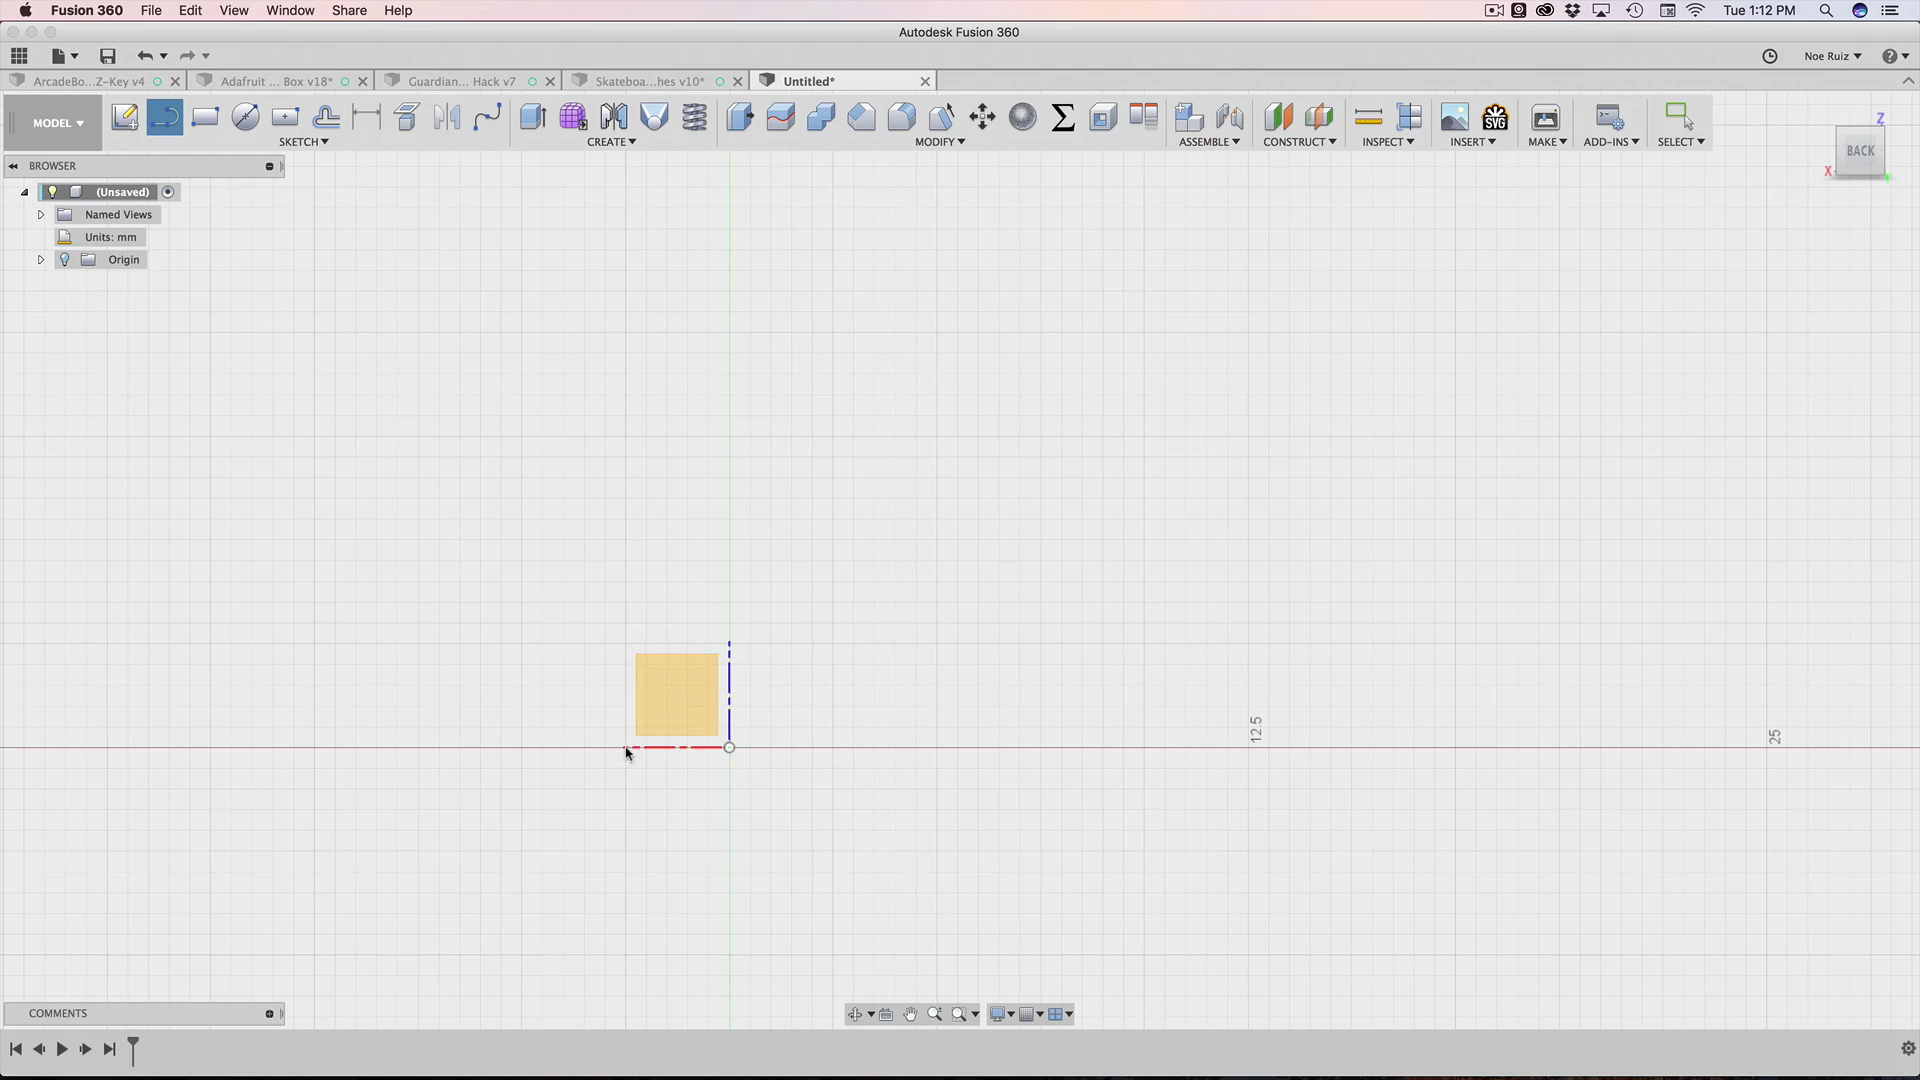 Fusion 360 File Edit View Window Share Help Tue 1:12 PM
Autodesk Fusion 360
Noe Ruiz
ArcadeBo...Z-Key v4 Adafruit ... Box v18* Guardian... Hack v7 Skateboa...hes v10* Untitled*
MODEL
SVG
SKETCH CREATE MODIFY ASSEMBLE CONSTRUCT INSPECT INSERT MAKE ADD-INS SELECT
Z
BACK
X
BROWSER
(Unsaved)
Named Views
Units: mm
Origin
12.5
25
COMMENTS